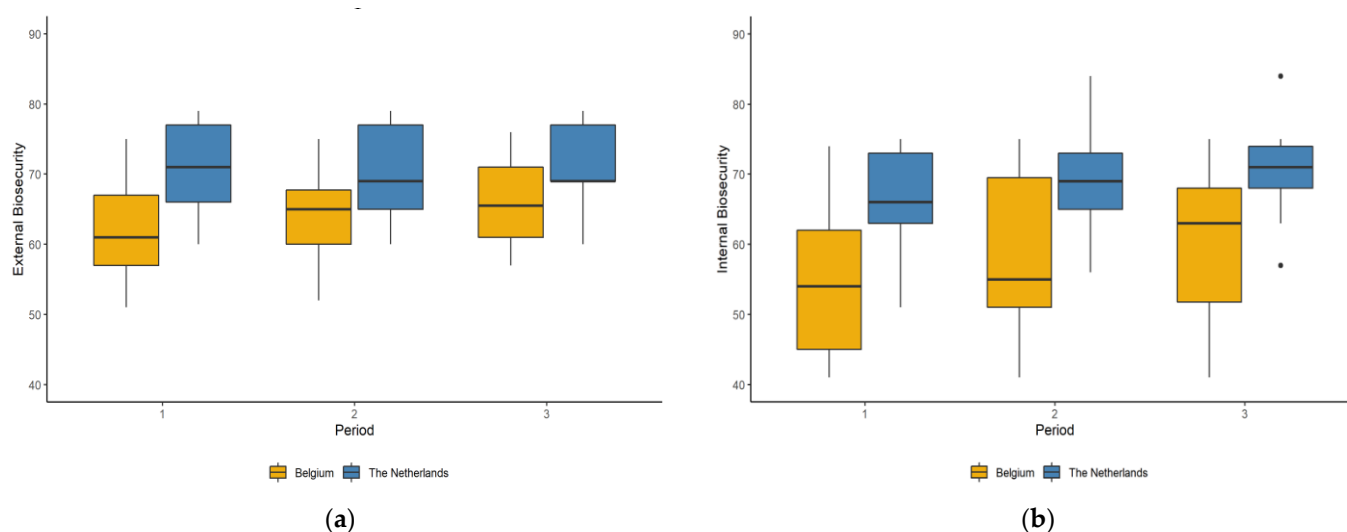 External Biosecurity
90
80
70
60
50
40
1 2 3
Period
Belgium The Netherlands
(a)
Internal Biosecurity
90
80
70
60
50
40
1 2 3
Period
Belgium The Netherlands
(b)